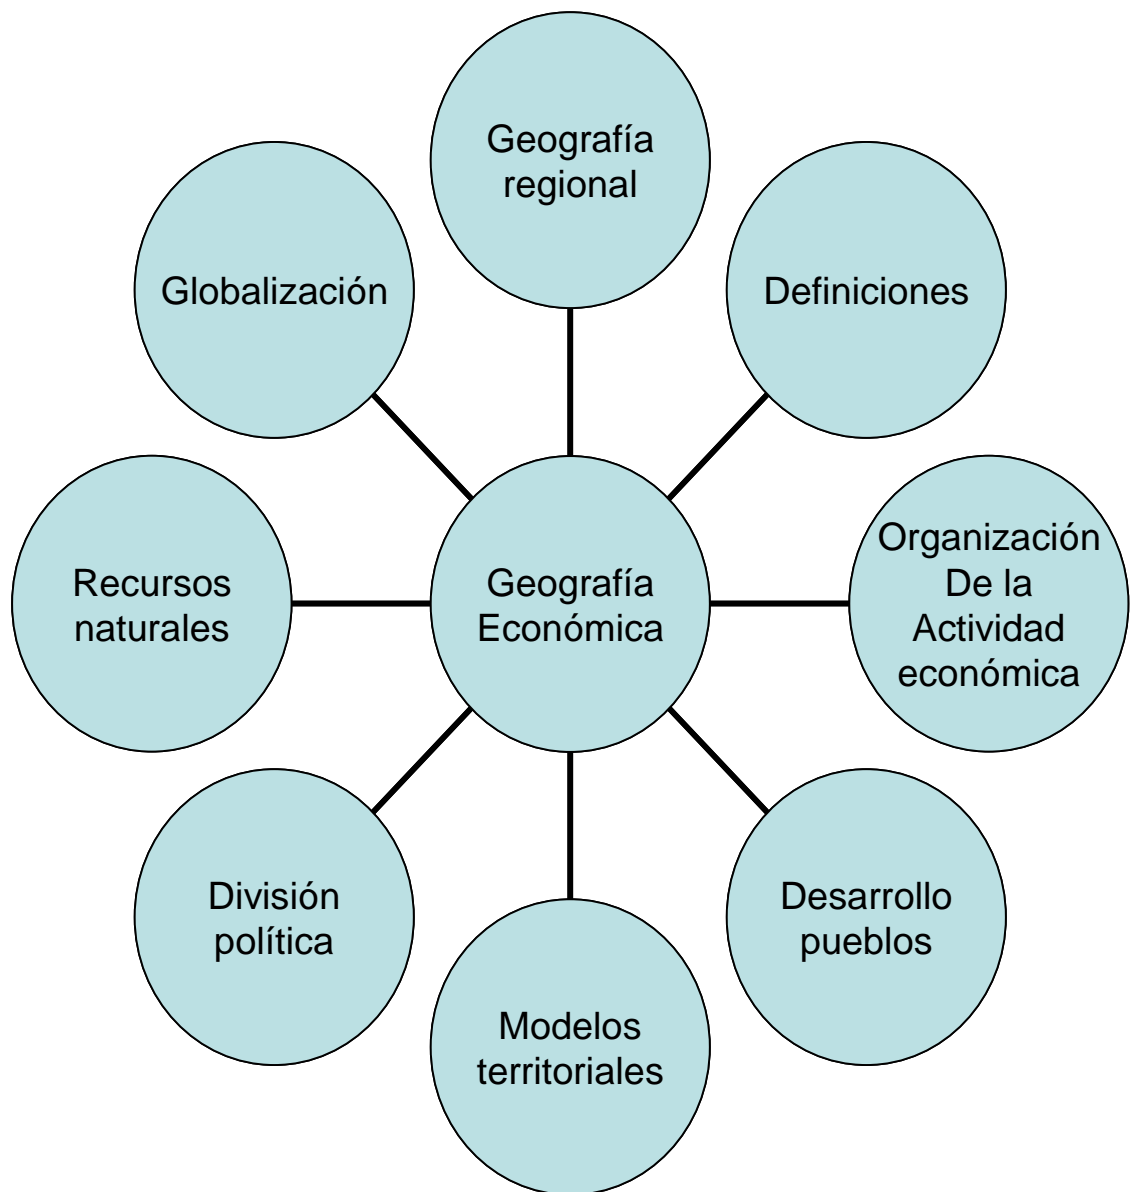 Geografía
regional
Globalización
Definiciones
Recursos
naturales
Geografía
Económica
Organización
De la
Actividad
económica
División
política
Desarrollo
pueblos
Modelos
territoriales